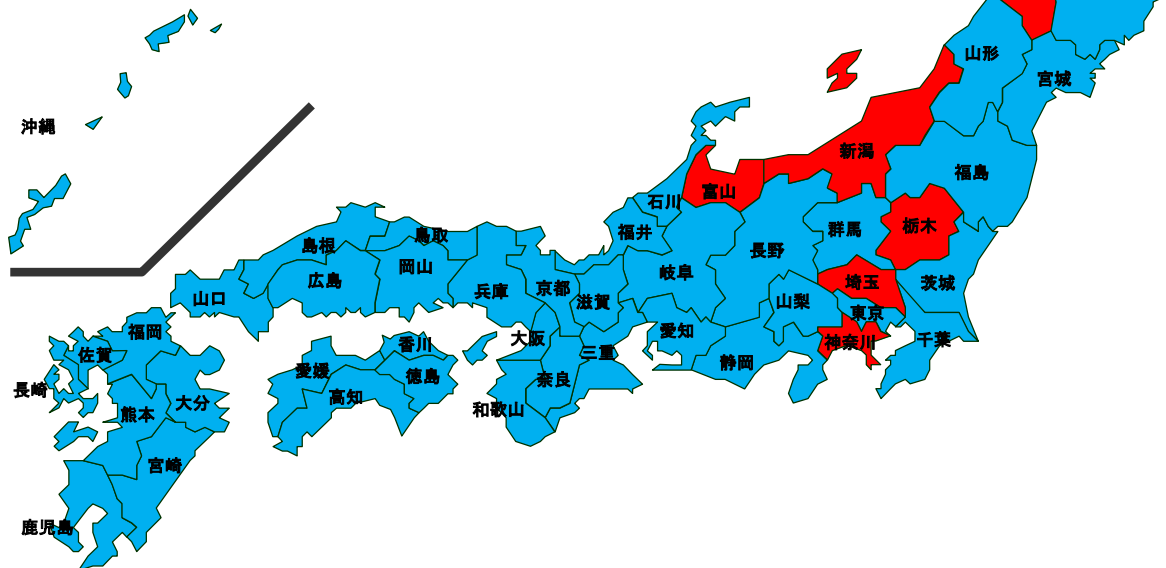 山形
宮城
沖縄
新潟
福島
富山
石川
栃木
群馬
福井
鳥取
島根
長野
岡山
岐阜
広島
埼玉
茨城
京都
兵庫
山口
滋賀
山梨
東京
福岡
愛知
大阪
千葉
神奈川
香川
三重
佐賀
静岡
愛媛
徳島
奈良
長崎
高知
大分
和歌山
熊本
宮崎
鹿児島